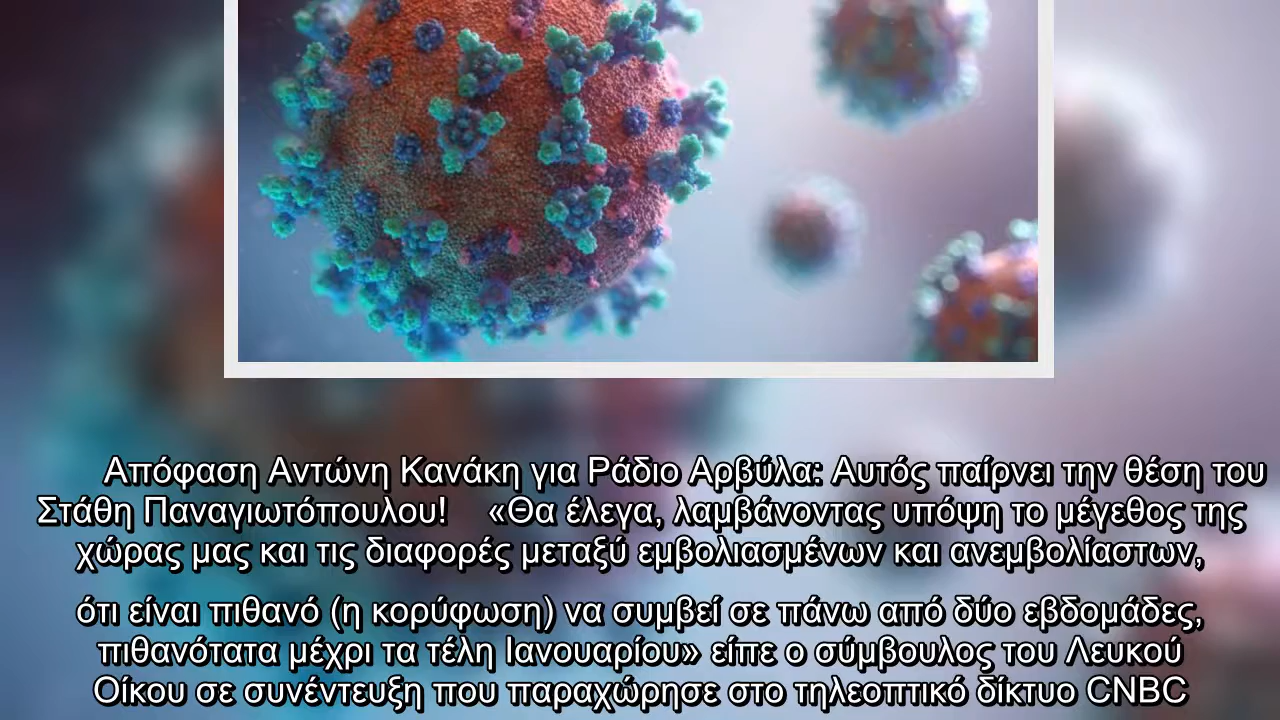 Απόφαση Αντώνη Κανάκη για Ράδιο Αρβύλα: Αυτός παίρνει την θέση του
Στάθη Παναγιωτόπουλου! «Θα έλεγα, λαμβάνοντας υπόψη το μέγεθος της
χώρας μας και τις διαφορές μεταξύ εμβολιασμένων και ανεμβολίαστων,
ότι είναι πιθανό (η κορύφωση) να συμβεί σε πάνω από δύο εβδομάδες,
πιθανότατα μέχρι τα τέλη Ιανουαρίου» είπε ο σύμβουλος του Λευκού
Οίκου σε συνέντευξη που παραχώρησε στο τηλεοπτικό δίκτυο CNBC